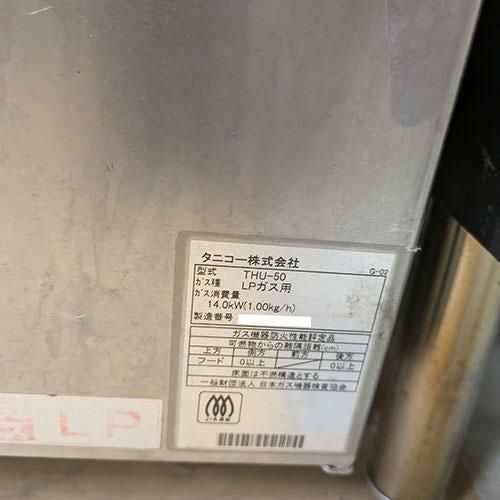 タニコー株式会社
G-02
型式 THU-50
ガス種 LPガス用
ガス消費量
14.0kW(1.00kg/h)
製造番号
ガス機器防火性能評定品
可燃物からの離隔距離(cm)
上方 側方 前方 後方
フード 0以上 0以上
床面は不燃構造とする
一般財団法人 日本ガス機器検査協会
LP